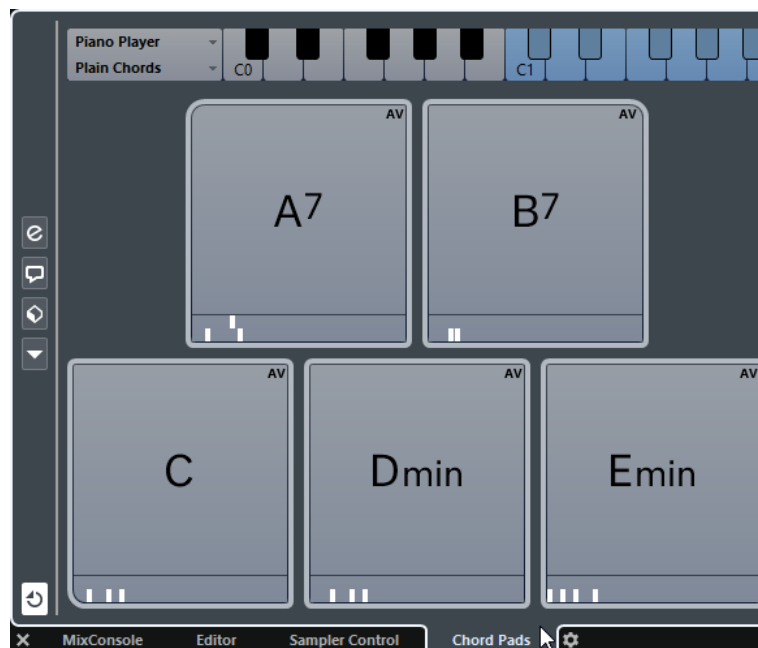 Piano Player
Plain Chords
C0
C1
AV
AV
A7
B7
AV
AV
AV
C
Dmin
Emin
MixConsole
Editor
Sampler Control
Chord Pads